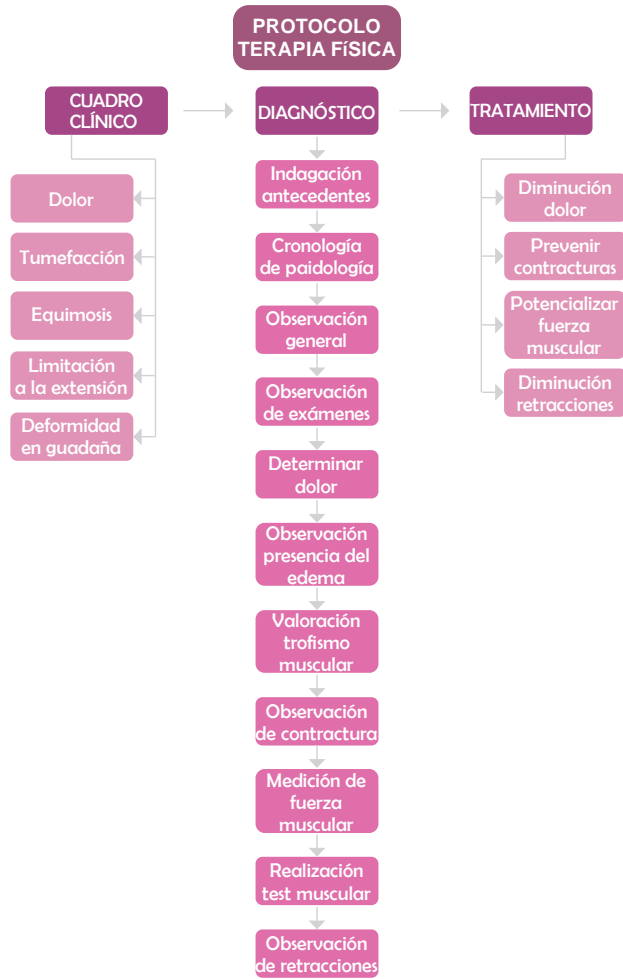 PROTOCOLO
TERAPIA FíSICA
CUADRO
CLÍNICO
DIAGNÓSTICO
TRATAMIENTO
Dolor
Tumefacción
Equimosis
Limitación
a la extensión
Deformidad
en guadaña
Indagación
antecedentes
Cronología
de paidología
Observación
general
Observación
de exámenes
Determinar
dolor
Observación
presencia del
edema
Valoración
trofismo
muscular
Observación
de contractura
Medición de
fuerza
muscular
Realización
test muscular
Observación
de retracciones
Diminución
dolor
Prevenir
contracturas
Potencializar
fuerza
muscular
Diminución
retracciones